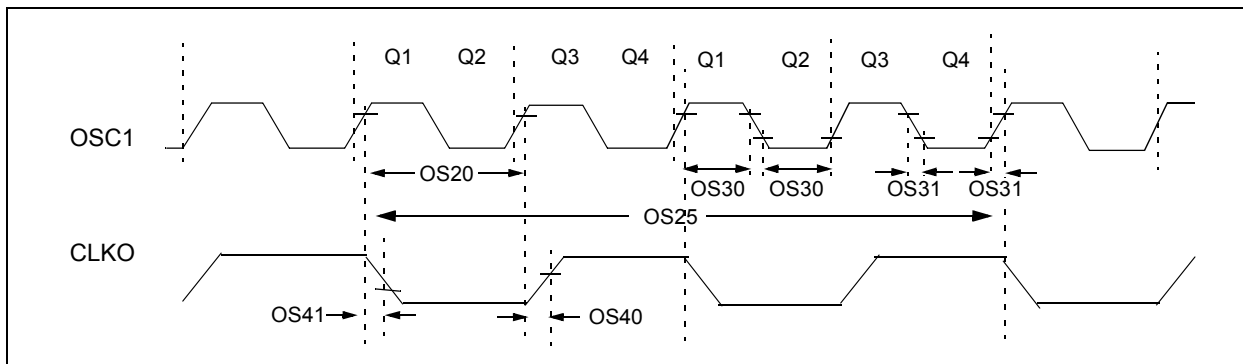 Q1 Q2 Q3 Q4 Q1 Q2 Q3 Q4
OSC1
OS20 OS30 OS30 OS31 OS31
OS25
CLKO
OS41 OS40